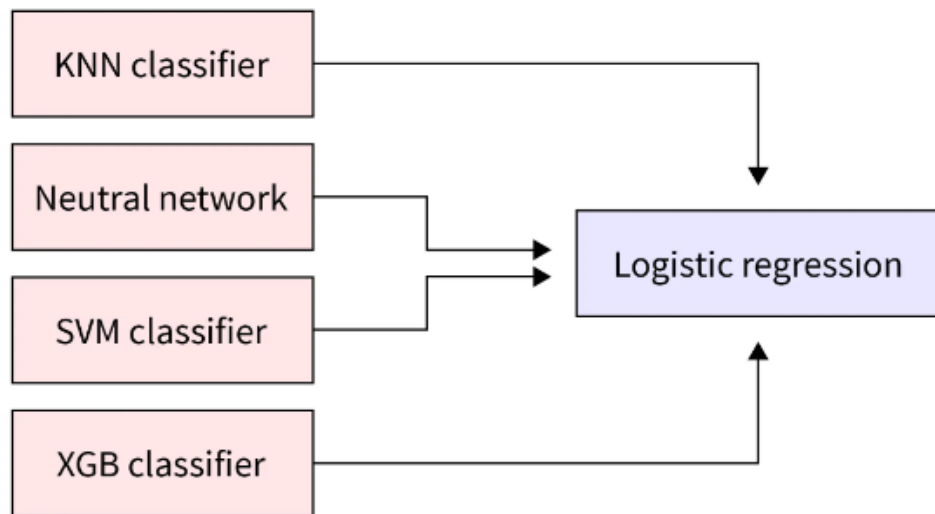 KNN classifier
Neutral network
SVM classifier
XGB classifier
Logistic regression